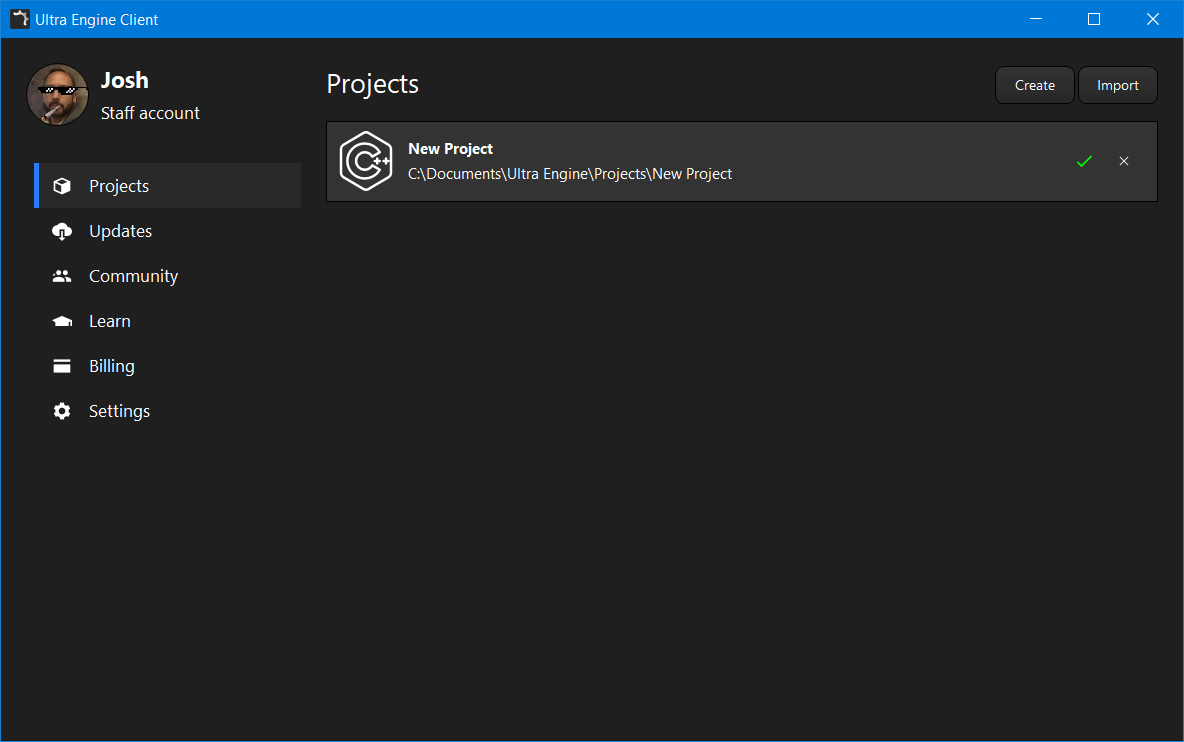 Ultra Engine Client
Josh
Staff account
Projects
Updates
Community
Learn
Billing
Settings
Projects
Create
Import
C++
New Project
C:\Documents\Ultra Engine\Projects\New Project